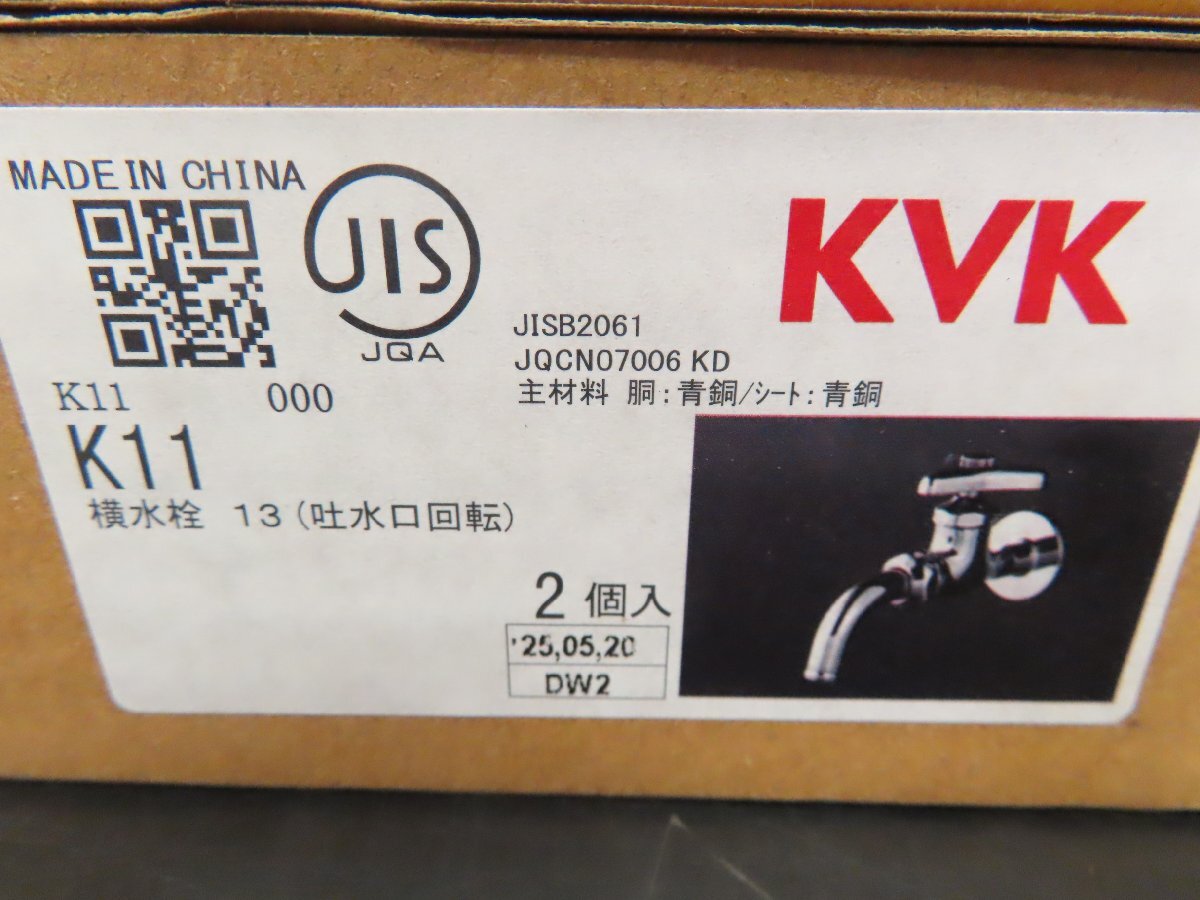 MADE IN CHINA
JIS
JQA
KVK
JISB2061
JQCN07006 KD
主材料 胴:青銅/シート:青銅
K11 000
K11
横水栓 13(吐水口回転)
2個入
'25,05,20
DW2